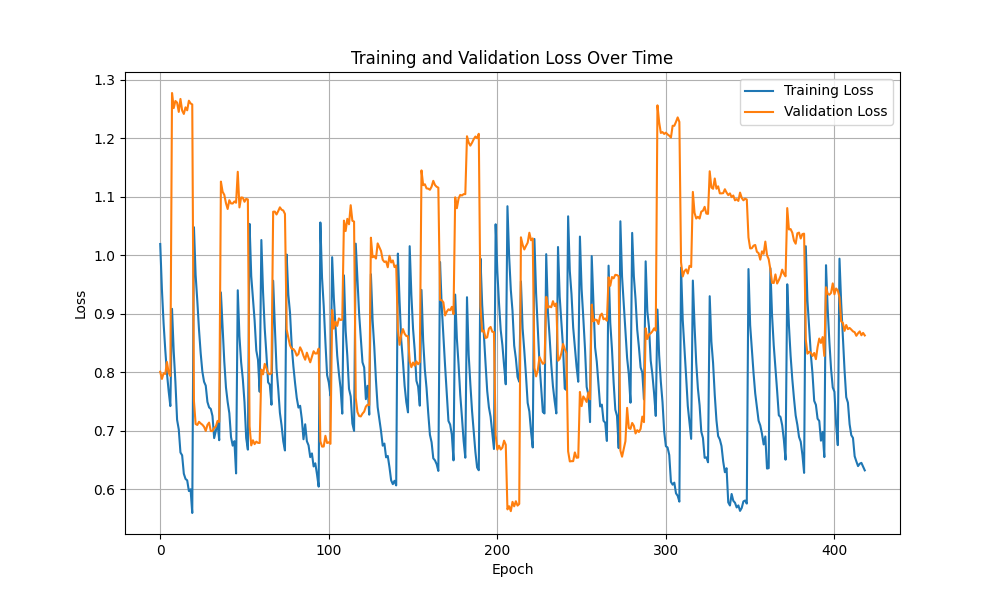 Training and Validation Loss Over Time
Training Loss
Validation Loss
Loss
1.3
1.2
1.1
1.0
0.9
0.8
0.7
0.6
0
100
200
300
400
Epoch